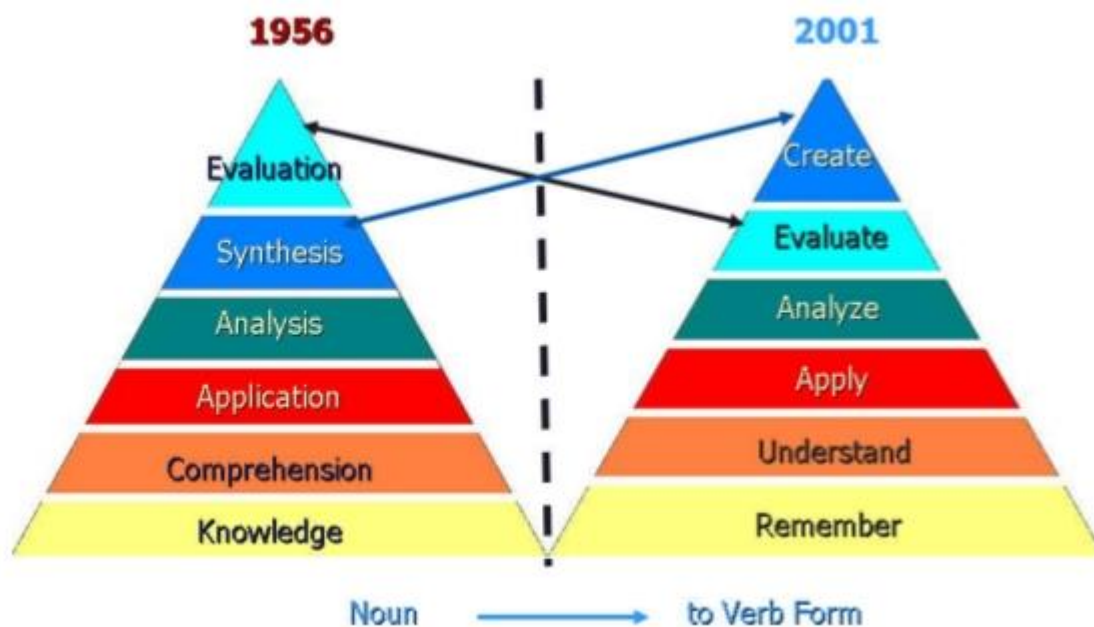 1956
Evaluation
Synthesis
Analysis
Application
Comprehension
Knowledge
2001
Create
Evaluate
Analyze
Apply
Understand
Remember
Noun to Verb Form